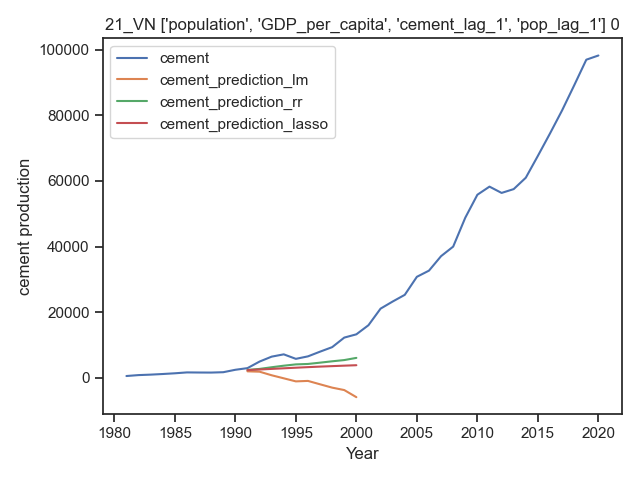 21_VN ['population', 'GDP_per_capita', 'cement_lag_1', 'pop_lag_1'] 0
cement
cement_prediction_lm
cement_prediction_rr
cement_prediction_lasso
cement production
100000
80000
60000
40000
20000
0
1980 1985 1990 1995 2000 2005 2010 2015 2020
Year